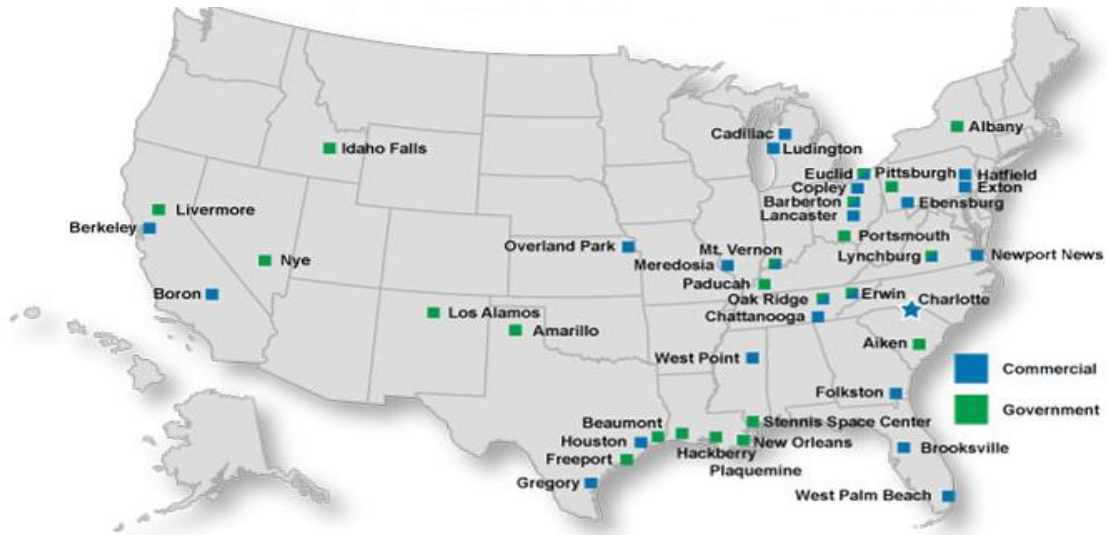 Albany
Cadillac
Ludington
Idaho Falls
Euclid
Pittsburgh
Hatfield
Copley
Exton
Barberton
Ebensburg
Lancaster
Livermore
Berkeley
Portsmouth
Overland Park
Mt. Vernon
Lynchburg
Newport News
Nye
Meredosia
Paducah
Boron
Oak Ridge
Erwin
Charlotte
Los Alamos
Chattanooga
Amarillo
Aiken
West Point
Commercial
Folkston
Government
Beaumont
Stennis Space Center
Houston
New Orleans
Brooksville
Hackberry
Freeport
Plaquemine
Gregory
West Palm Beach